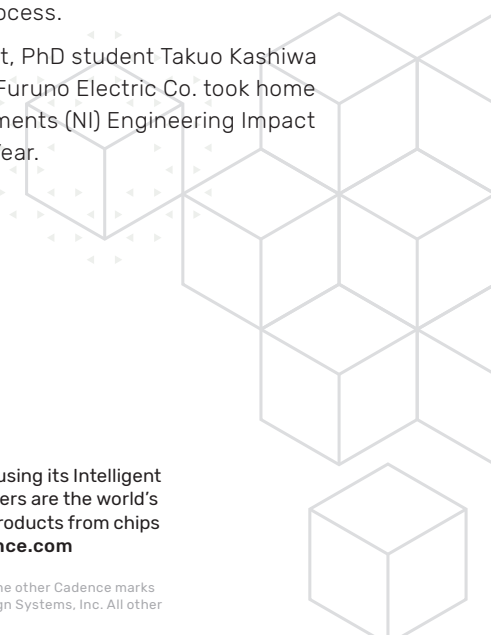 ocess.
t, PhD student Takuo Kashiwa
Furuno Electric Co. took home
ments (NI) Engineering Impact
ear.
using its Intelligent
ers are the world’s
roducts from chips
nce.com
ne other Cadence marks
gn Systems, Inc. All other